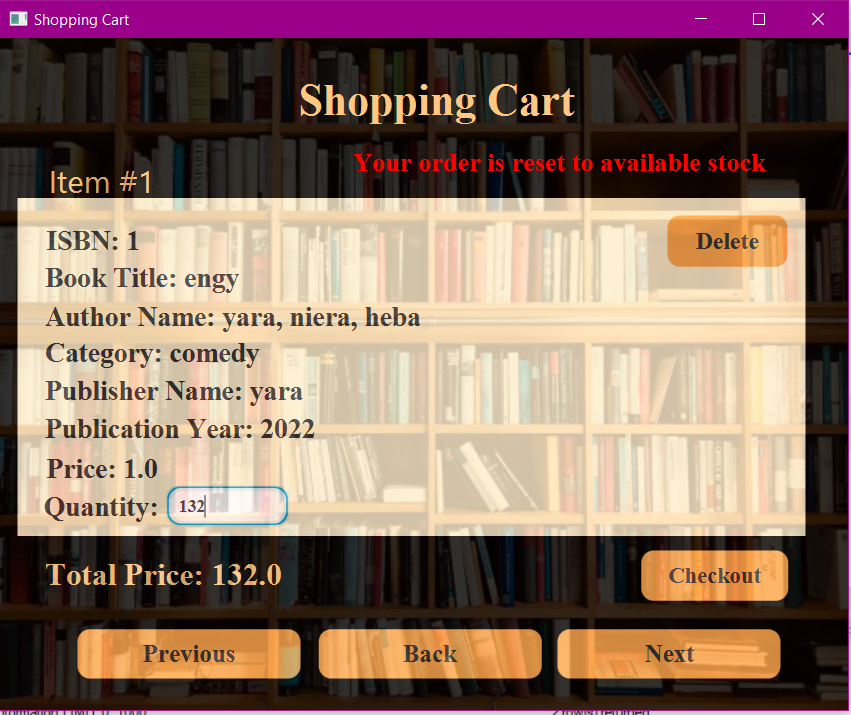 Shopping Cart
Shopping Cart
Your order is reset to available stock
Item #1
ISBN: 1
Delete
Book Title: engy
Author Name: yara, niera, heba
Category: comedy
Publisher Name: yara
Publication Year: 2022
Price: 1.0
Quantity: 132
Total Price: 132.0
Checkout
Previous
Back
Next